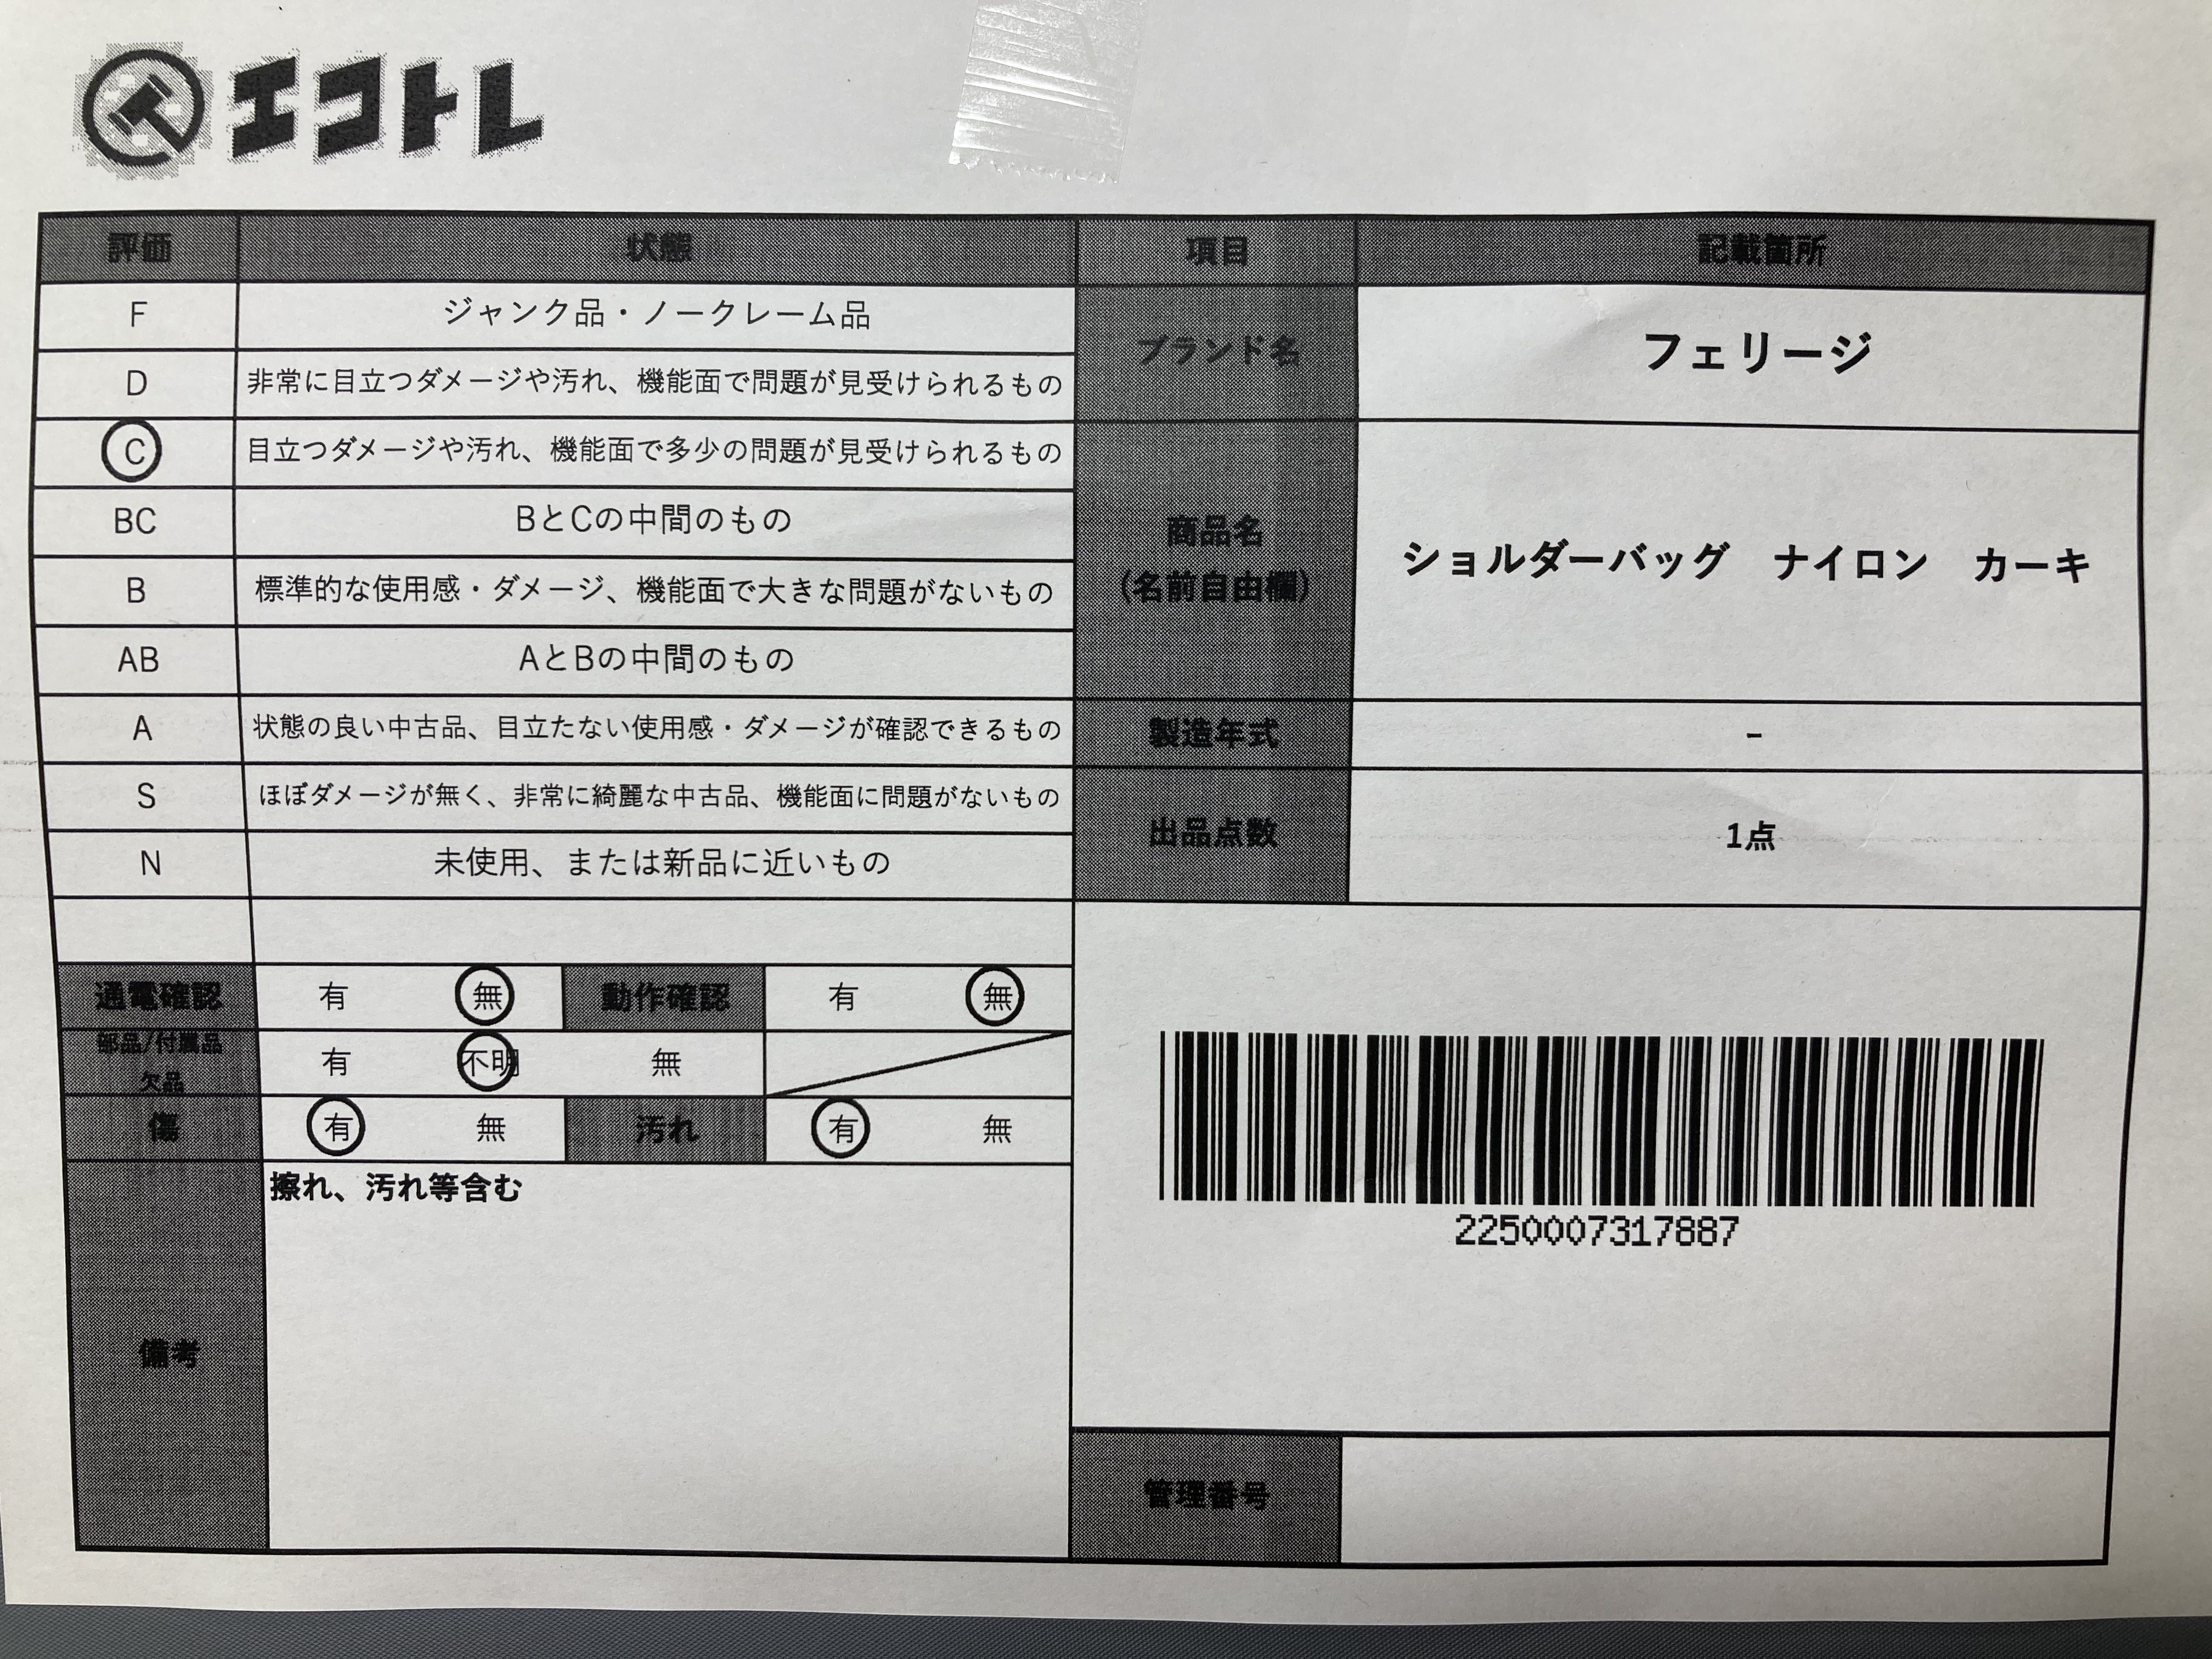 エコトレ
評価 状態 項目 記載箇所
F ジャンク品・ノークレーム品
D 非常に目立つダメージや汚れ、機能面で問題が見受けられるもの
C 目立つダメージや汚れ、機能面で多少の問題が見受けられるもの
BC BとCの中間のもの
B 標準的な使用感・ダメージ、機能面で大きな問題がないもの
AB AとBの中間のもの
A 状態の良い中古品、目立たない使用感・ダメージが確認できるもの
S ほぼダメージが無く、非常に綺麗な中古品、機能面に問題がないもの
N 未使用、または新品に近いもの
ブランド名 フェリージ
商品名
(名前自由欄)
ショルダーバッグ ナイロン カーキ
製造年式 -
出品点数 1点
通電確認 有 無 動作確認 有 無
部品/付属品
欠品
有 不明 無
傷 有 無 汚れ 有 無
備考
擦れ、汚れ等含む
2250007317887
管理番号